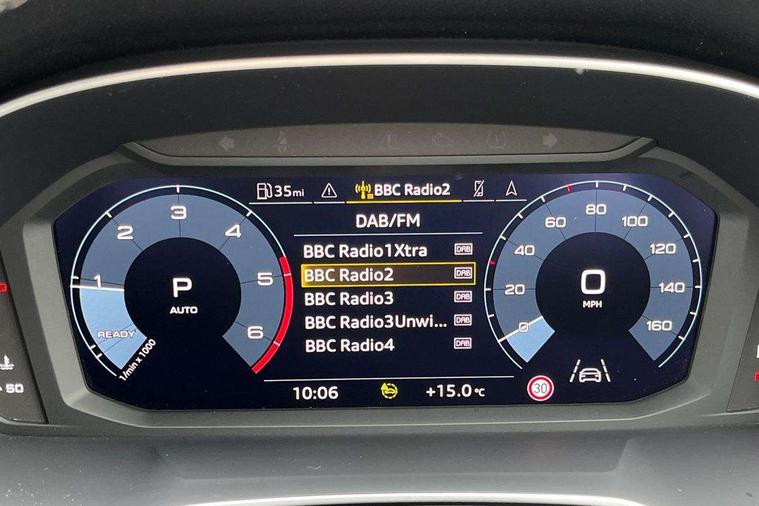 35mi BBC Radio2
DAB/FM
BBC Radio1Xtra DAB
BBC Radio2 DAB
BBC Radio3 DAB
BBC Radio3Unwi... DAB
BBC Radio4 DAB
10:06 +15.0°C 30
1 2 3 4 5 6
P
AUTO
READY
1/min x 1000
0 20 40 60 80 100 120 140 160
0
MPH
50